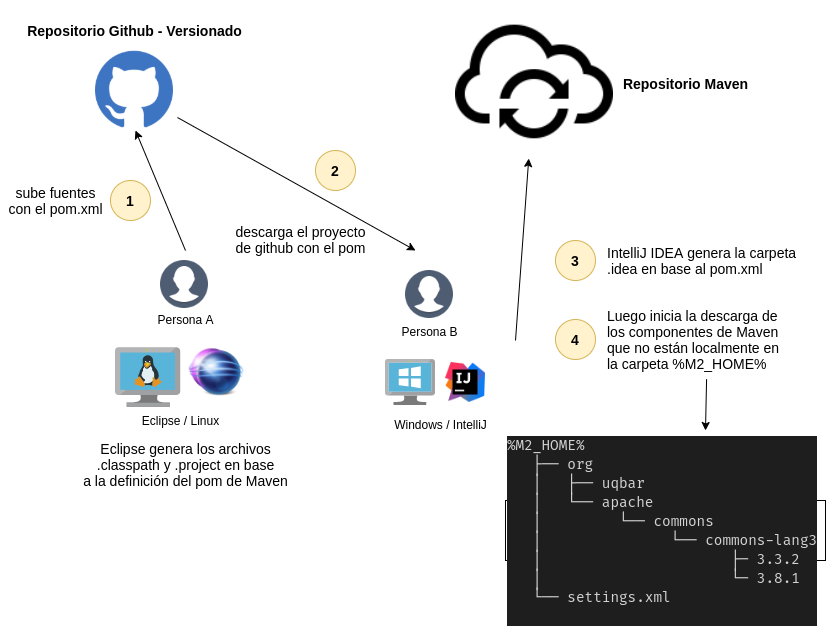 Repositorio Github - Versionado
Repositorio Maven
1
sube fuentes
con el pom.xml
2
descarga el proyecto
de github con el pom
Persona A
Persona B
3
IntelliJ IDEA genera la carpeta
.idea en base al pom.xml
4
Luego inicia la descarga de
los componentes de Maven
que no están localmente en
la carpeta %M2_HOME%
IJ
Eclipse / Linux
Windows / IntelliJ
Eclipse genera los archivos
.classpath y .project en base
a la definición del pom de Maven
%M2_HOME%
├── org
│   ├── uqbar
│   └── apache
│         └── commons
│               └── commons-lang3
│                      ├─ 3.3.2
│                      └─ 3.8.1
└── settings.xml